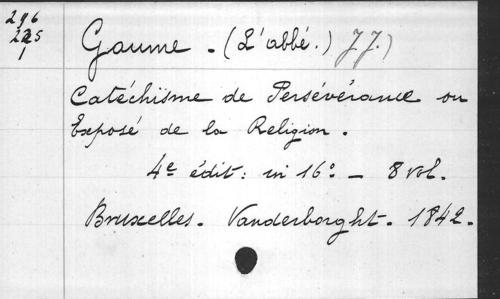 296
225
1
Gaume. - (L'abbé.) J J.)
Catéchisme de Persévérance ou
Exposé de la Religion.
4e édit: in 16° - 8 vol.
Bruxelles. Vanderborght. 1842.